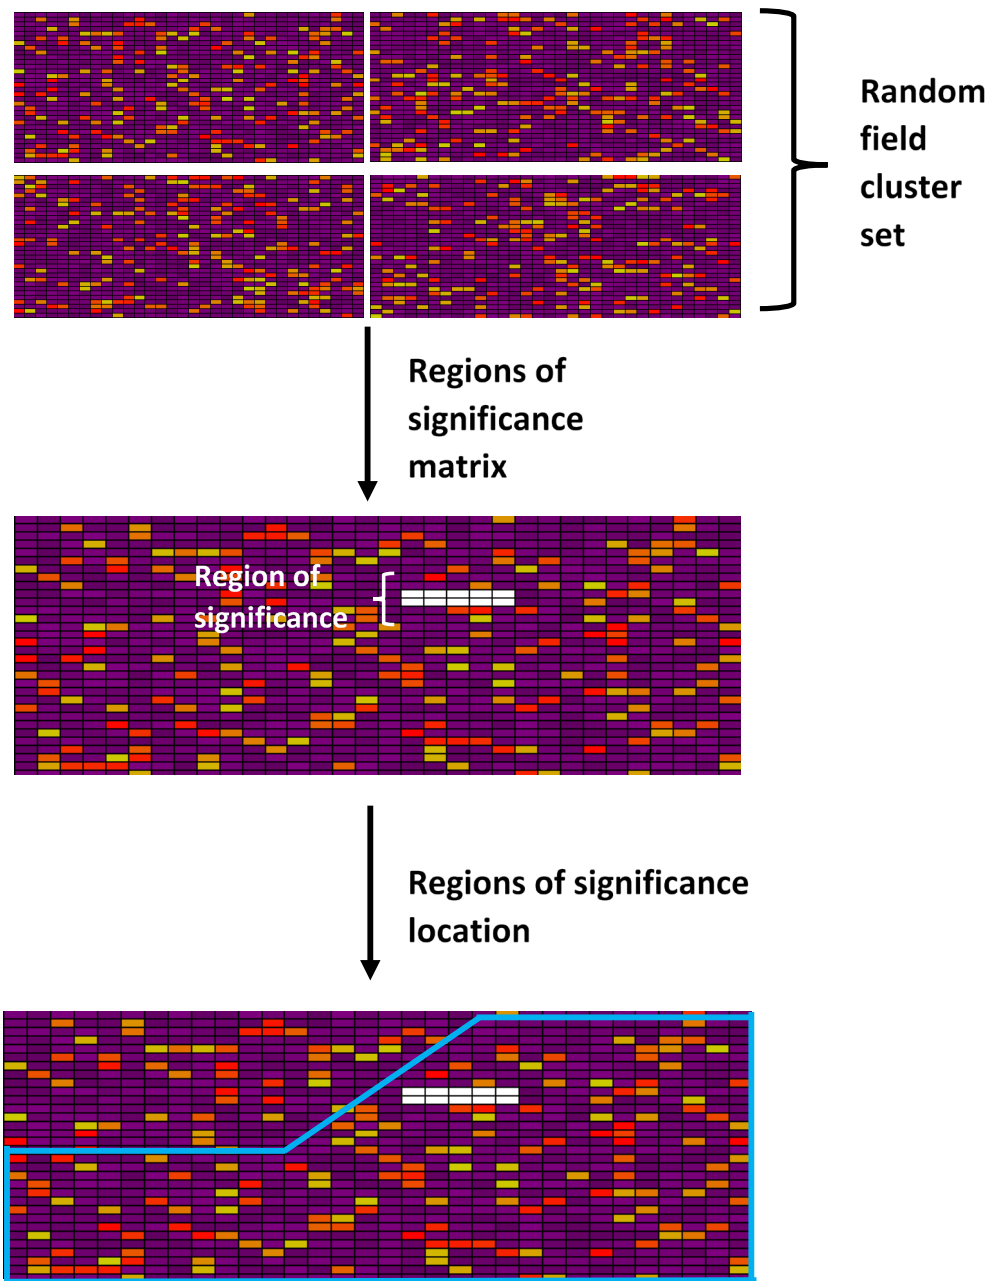 Random
field
cluster
set
Regions of
significance
matrix
Region of
significance
Regions of significance
location